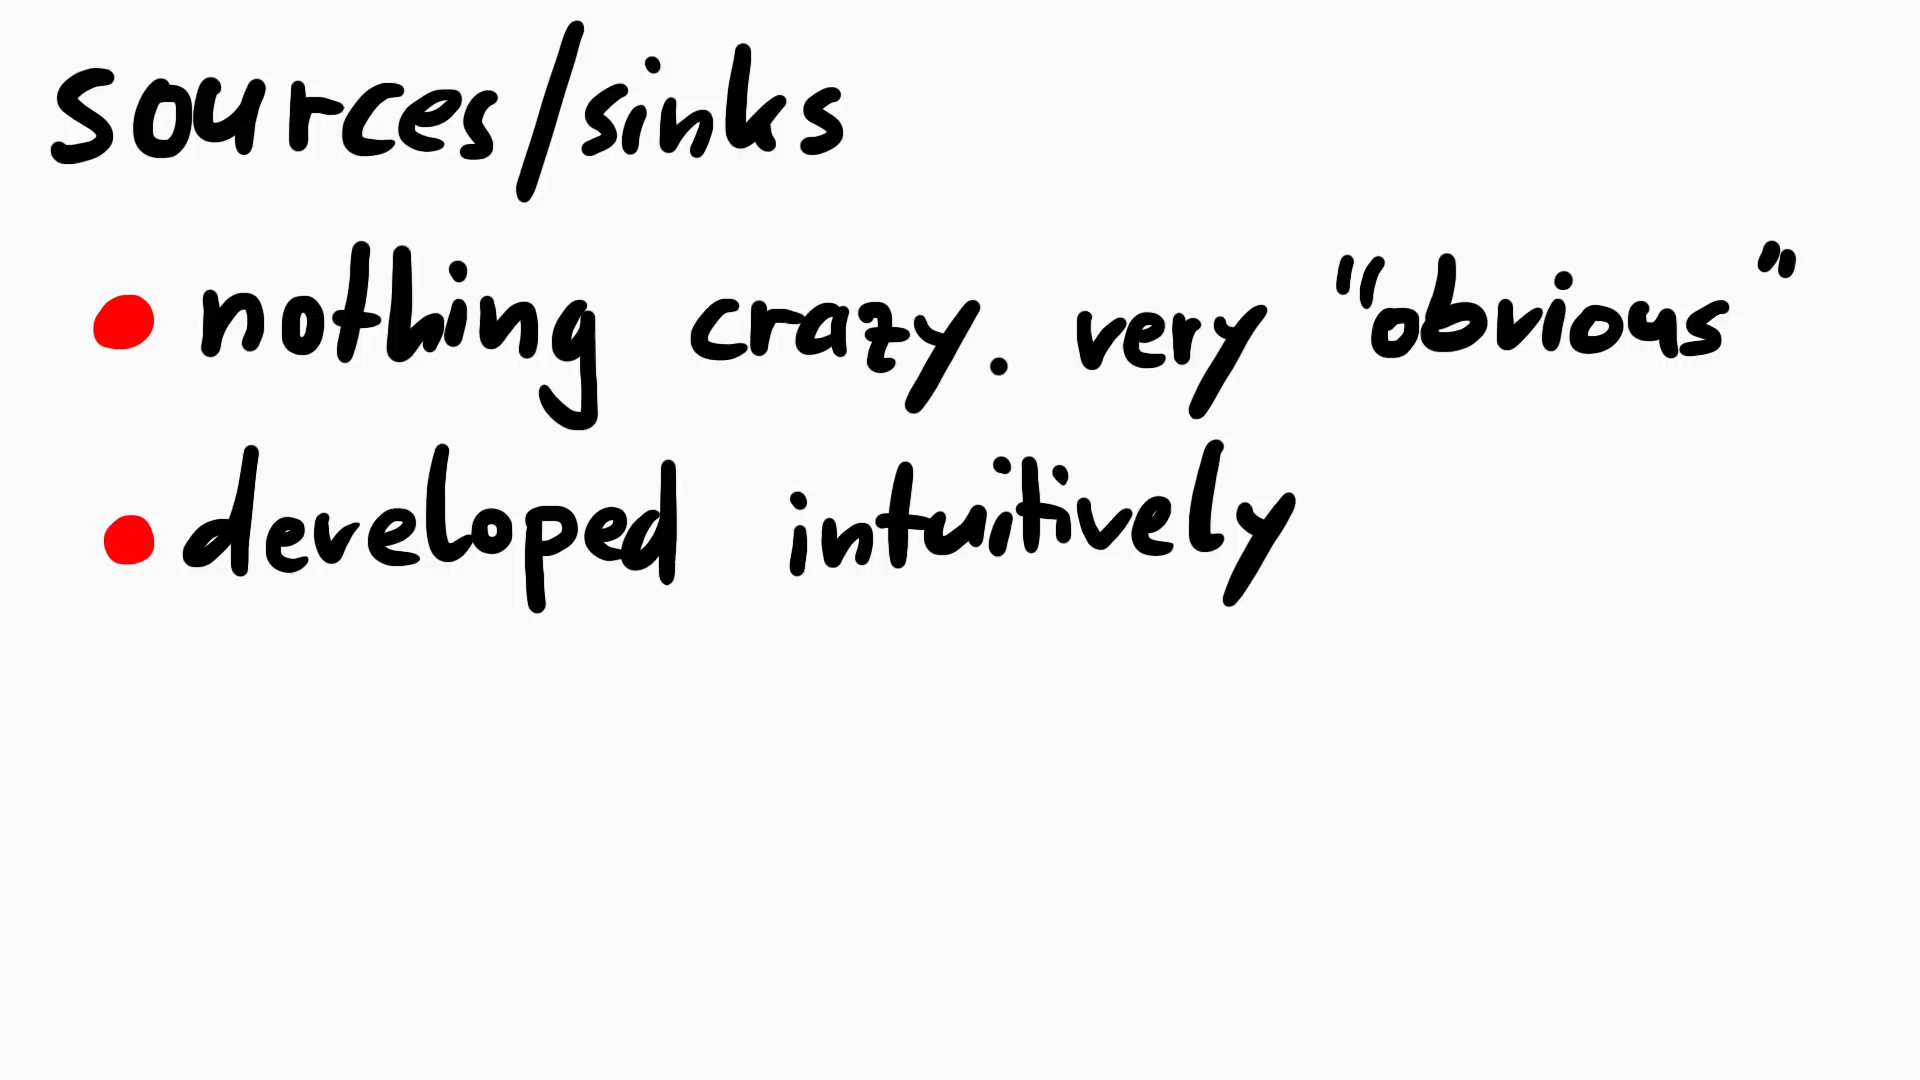 sources/sinks
• nothing crazy. very "obvious"
• developed intuitively